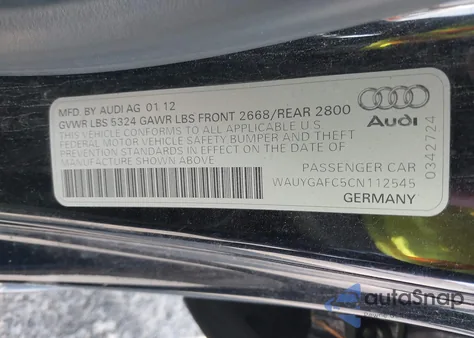 MFD. BY AUDI AG 01 12
GVWR LBS 5324 GAWR LBS FRONT 2668/REAR 2800
THIS VEHICLE CONFORMS TO ALL APPLICABLE U.S
FEDERAL MOTOR VEHICLE SAFETY BUMPER AND THEFT
PREVENTION STANDARDS IN EFFECT ON THE DATE OF
MANUFACTURE SHOWN ABOVE
Audi
0342724
PASSENGER CAR
WAUYGAFC5CN112545
GERMANY
autoSnap